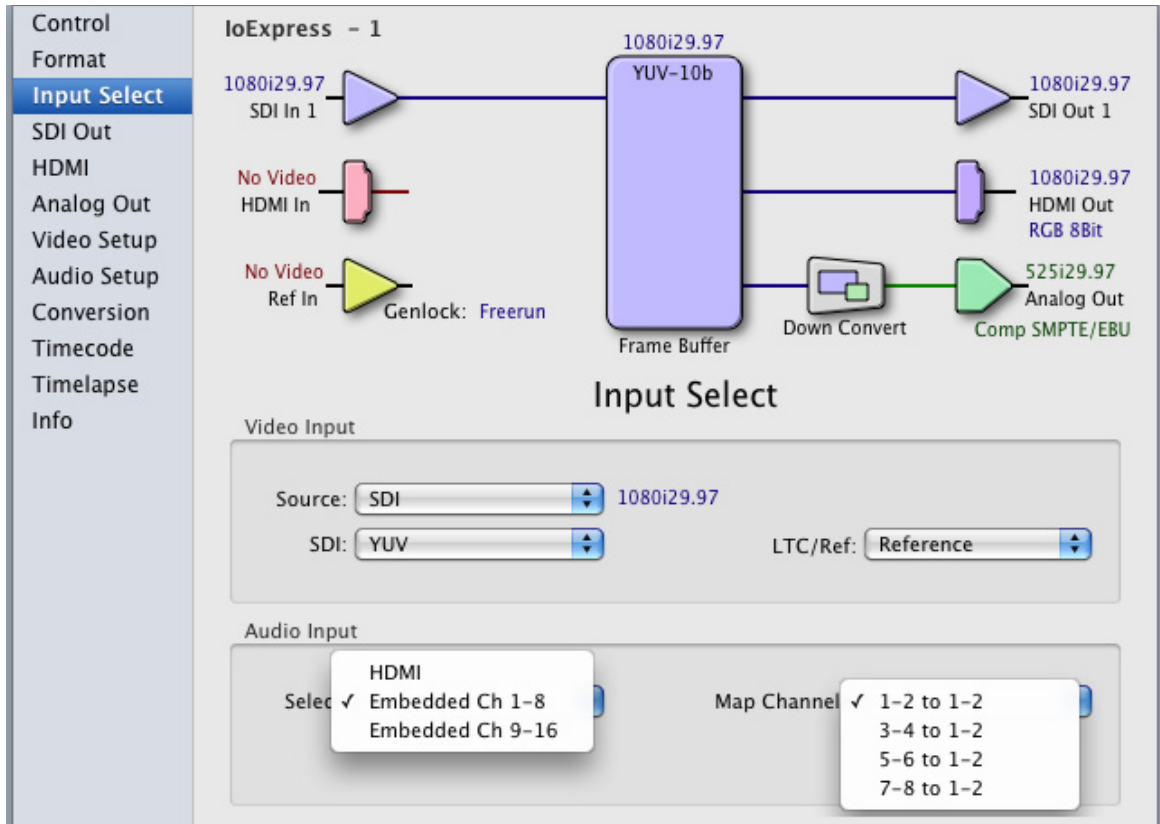 Control
Format
Input Select
SDI Out
HDMI
Analog Out
Video Setup
Audio Setup
Conversion
Timecode
Timelapse
Info
IoExpress - 1
1080i29.97
YUV-10b
1080i29.97
SDI In 1
1080i29.97
SDI Out 1
No Video
HDMI In
1080i29.97
HDMI Out
RGB 8Bit
No Video
Ref In
Genlock: Freerun
525i29.97
Analog Out
Comp SMPTE/EBU
Down Convert
Frame Buffer
Input Select
Video Input
Source: SDI 1080i29.97
SDI: YUV
LTC/Ref: Reference
Audio Input
HDMI
Selec ✓ Embedded Ch 1-8
Embedded Ch 9-16
Map Channel ✓ 1-2 to 1-2
3-4 to 1-2
5-6 to 1-2
7-8 to 1-2